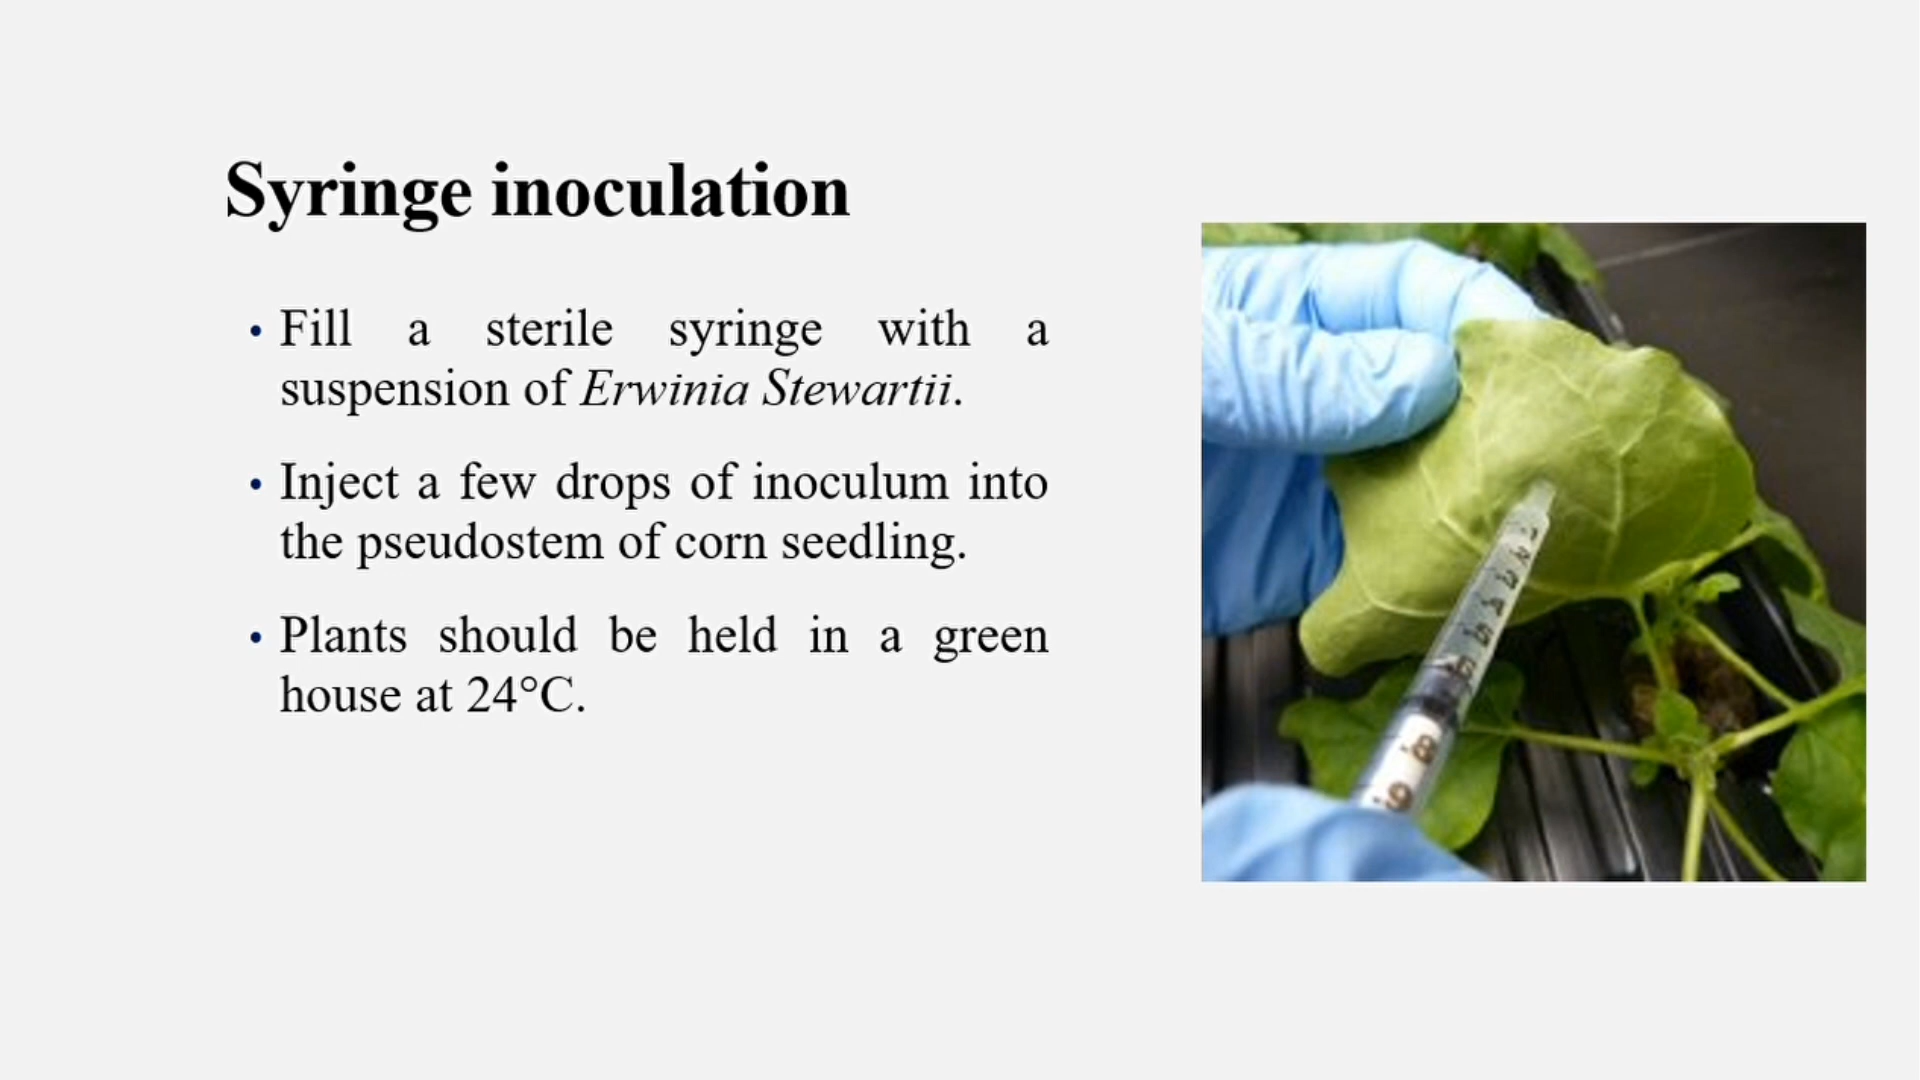 Syringe inoculation
• Fill a sterile syringe with a
suspension of Erwinia Stewartii.
• Inject a few drops of inoculum into
the pseudostem of corn seedling.
• Plants should be held in a green
house at 24°C.